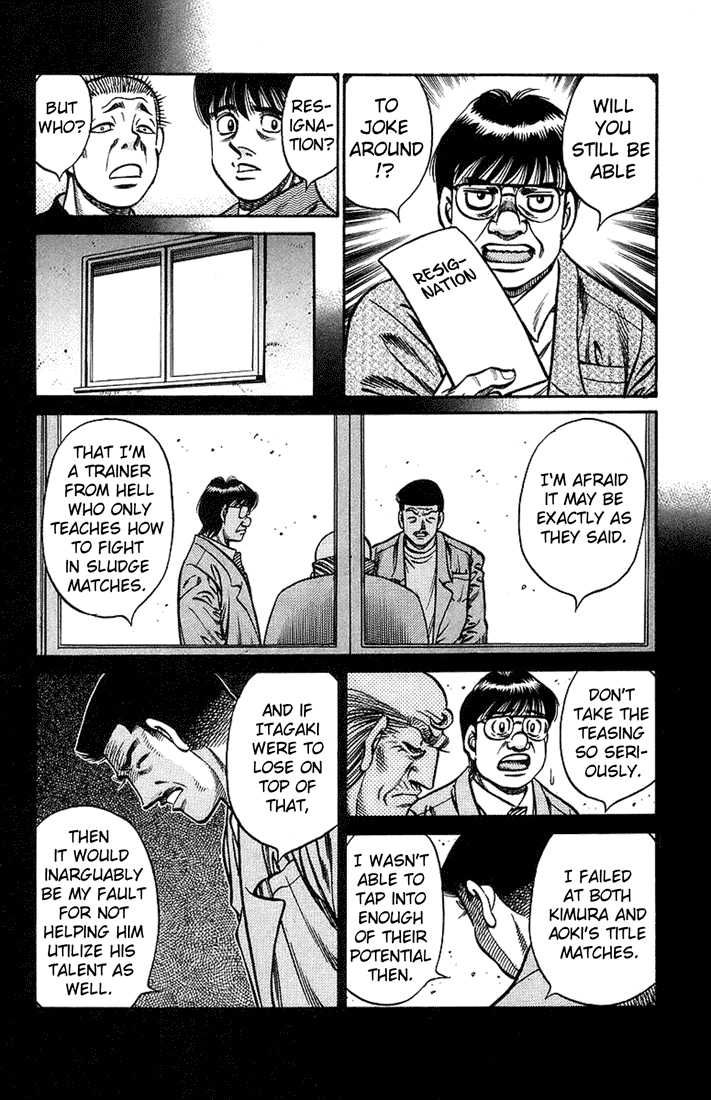 WILL
YOU
STILL BE
ABLE
TO
JOKE
AROUND
!?
RESIG-
NATION
RES-
IGNA-
TION?
BUT
WHO?
I'M AFRAID
IT MAY BE
EXACTLY AS
THEY SAID.
THAT I'M
A TRAINER
FROM HELL
WHO ONLY
TEACHES HOW
TO FIGHT
IN SLUDGE
MATCHES.
DON'T
TAKE THE
TEASING
SO SERI-
OUSLY.
I FAILED
AT BOTH
KIMURA AND
AOKI'S TITLE
MATCHES.
I WASN'T
ABLE TO
TAP INTO
ENOUGH
OF THEIR
POTENTIAL
THEN.
AND IF
ITAGAKI
WERE TO
LOSE ON
TOP OF
THAT,
THEN
IT WOULD
INARGUABLY
BE MY FAULT
FOR NOT
HELPING HIM
UTILIZE HIS
TALENT AS
WELL.